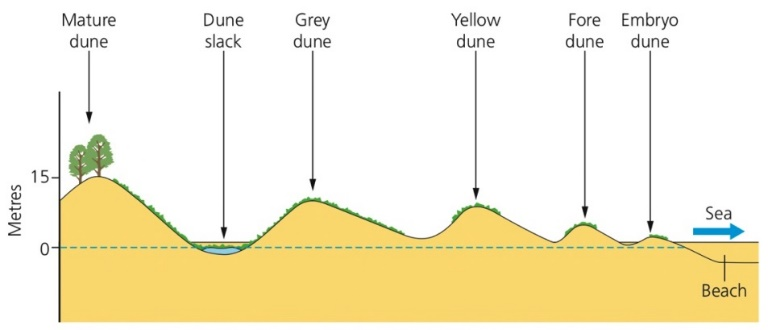 Mature
dune
Dune
slack
Grey
dune
Yellow
dune
Fore
dune
Embryo
dune
Metres
15
0
Sea
Beach